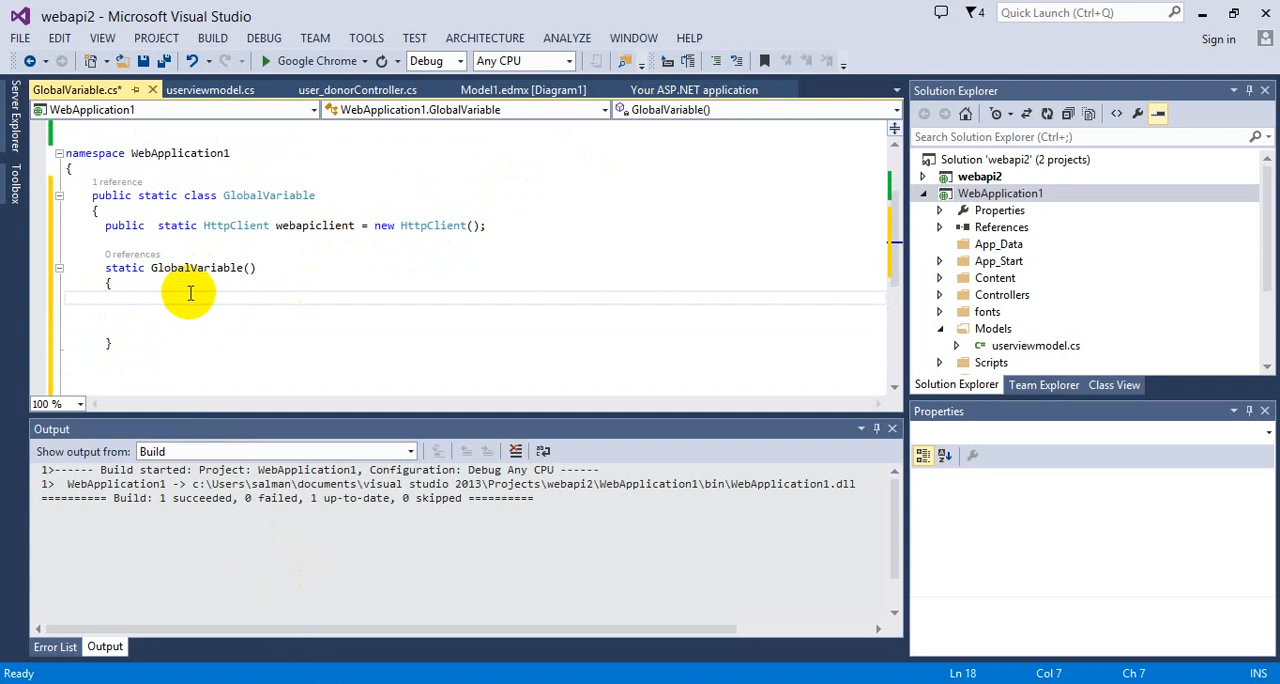 webapi2 - Microsoft Visual Studio
4
Quick Launch (Ctrl+Q)
FILE EDIT VIEW PROJECT BUILD DEBUG TEAM TOOLS TEST ARCHITECTURE ANALYZE WINDOW HELP
Sign in
Google Chrome Debug Any CPU
Server Explorer
Toolbox
GlobalVariable.cs* userviewmodel.cs user_donorController.cs Model1.edmx [Diagram1] Your ASP.NET application
WebApplication1 WebApplication1.GlobalVariable GlobalVariable()
namespace WebApplication1
{
1 reference
public static class GlobalVariable
{
public static HttpClient webapiclient = new HttpClient();
0 references
static GlobalVariable()
{
}
100 %
Output
Show output from: Build
1>------ Build started: Project: WebApplication1, Configuration: Debug Any CPU ------
1> WebApplication1 -> c:\Users\salman\documents\visual studio 2013\Projects\webapi2\WebApplication1\bin\WebApplication1.dll
========== Build: 1 succeeded, 0 failed, 1 up-to-date, 0 skipped ==========
Error List Output
Solution Explorer
Search Solution Explorer (Ctrl+;)
Solution 'webapi2' (2 projects)
webapi2
WebApplication1
Properties
References
App_Data
App_Start
Content
Controllers
fonts
Models
C# userviewmodel.cs
Scripts
Solution Explorer Team Explorer Class View
Properties
Ready
Ln 18 Col 7 Ch 7 INS